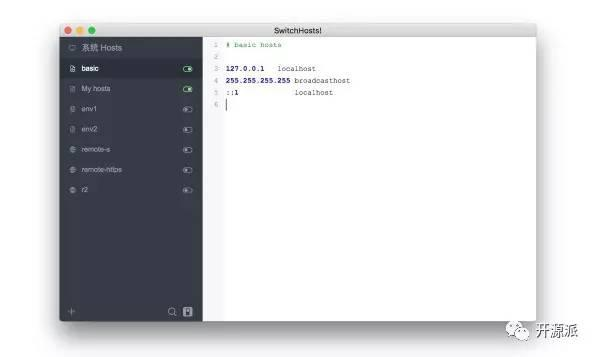 SwitchHosts!
系统 Hosts
basic
My hosts
env1
env2
remote-s
remote-https
r2
1 # basic hosts
2
3 127.0.0.1 localhost
4 255.255.255.255 broadcasthost
5 ::1 localhost
6
开源派